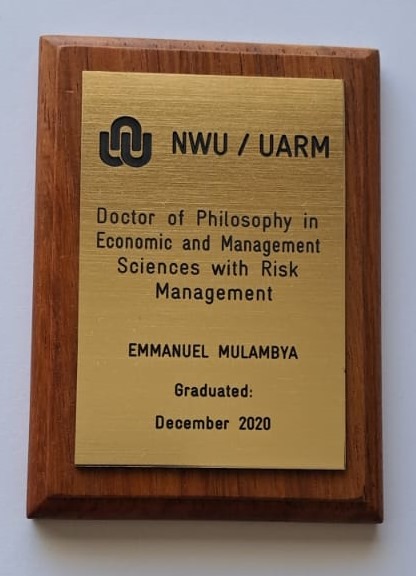 NWU / UARM
Doctor of Philosophy in
Economic and Management
Sciences with Risk
Management
EMMANUEL MULAMBYA
Graduated:
December 2020